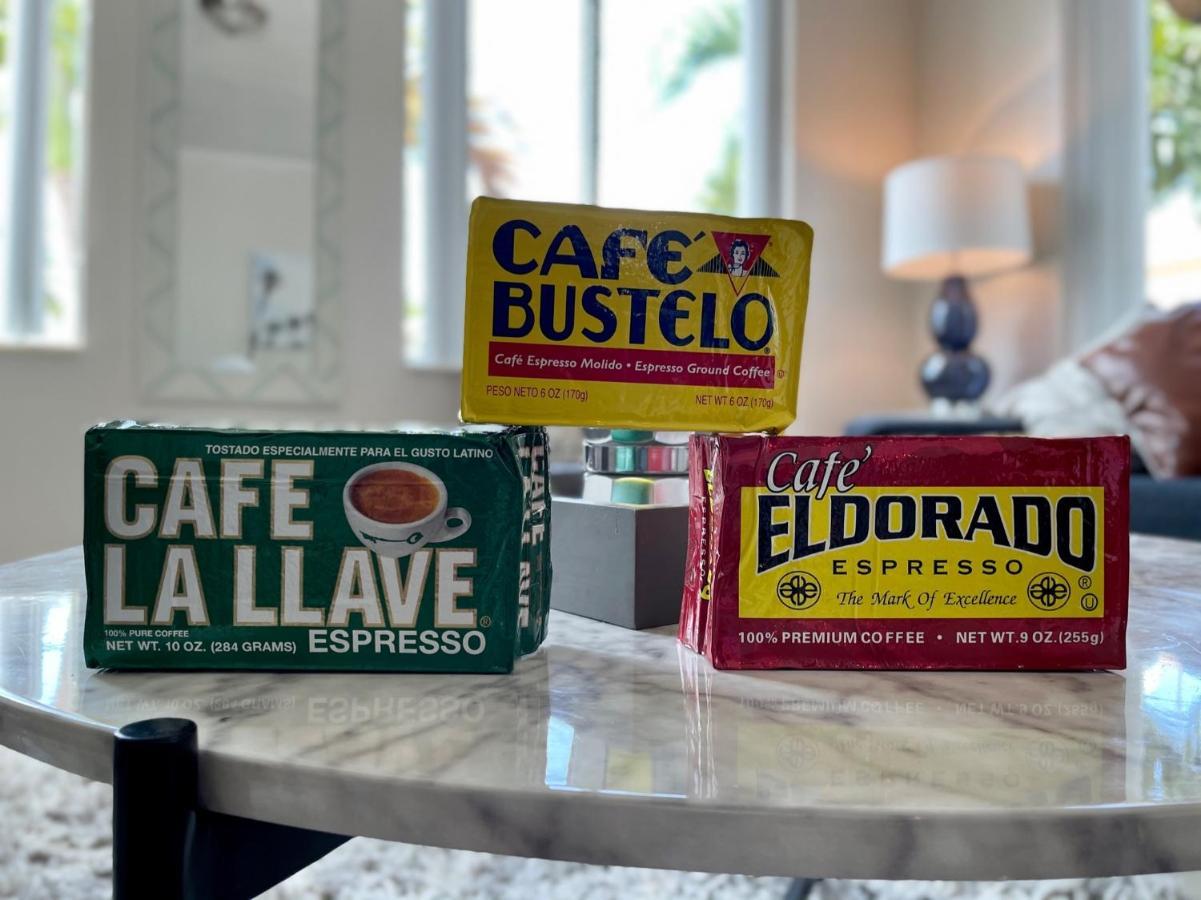 CAFÉ
BUSTELO®
Café Espresso Molido • Espresso Ground Coffee
PESO NETO 6 OZ (170g)
NET WT 6 OZ (170g)
TOSTADO ESPECIALMENTE PARA EL GUSTO LATINO
CAFE
LA LLAVE®
100% PURE COFFEE
NET WT. 10 OZ. (284 GRAMS)
ESPRESSO
Cafe'
ELDORADO
ESPRESSO
The Mark Of Excellence
® U
100% PREMIUM COFFEE • NET WT. 9 OZ. (255g)